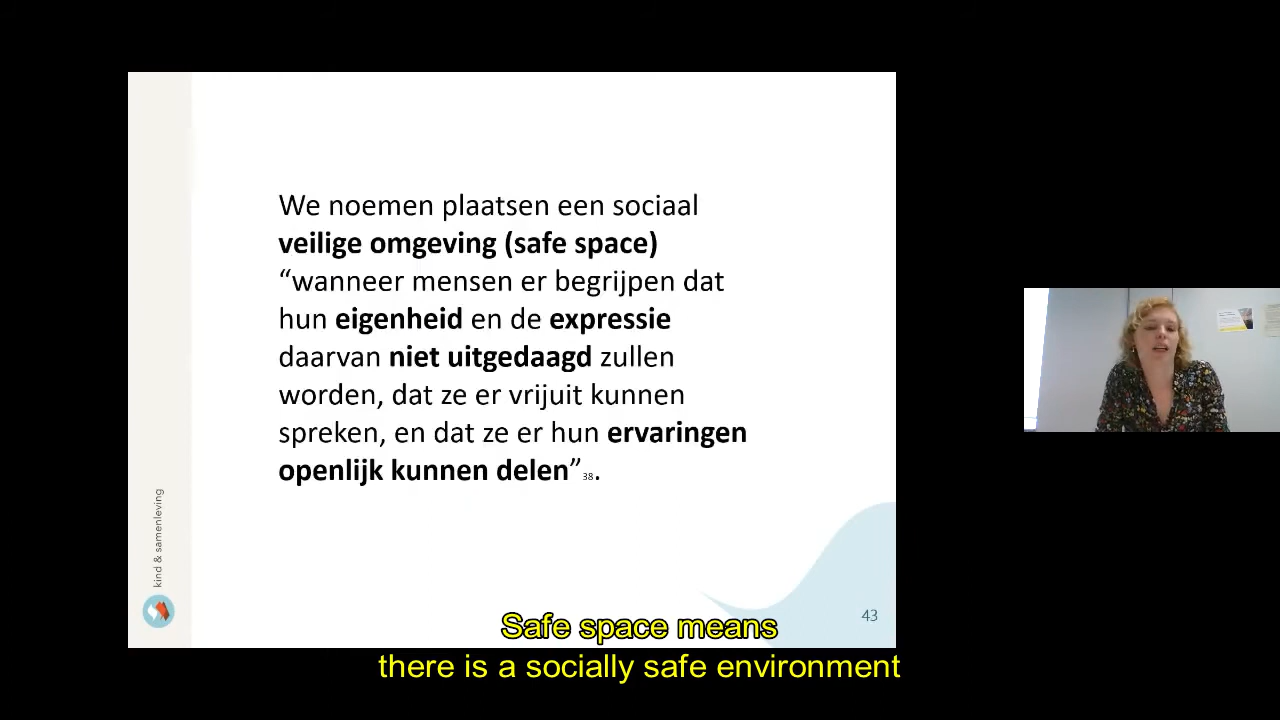 We noemen plaatsen een sociaal
veilige omgeving (safe space)
“wanneer mensen er begrijpen dat
hun eigenheid en de expressie
daarvan niet uitgedaagd zullen
worden, dat ze er vrijuit kunnen
spreken, en dat ze er hun ervaringen
openlijk kunnen delen”38.
kind & samenleving
43
Safe space means
there is a socially safe environment